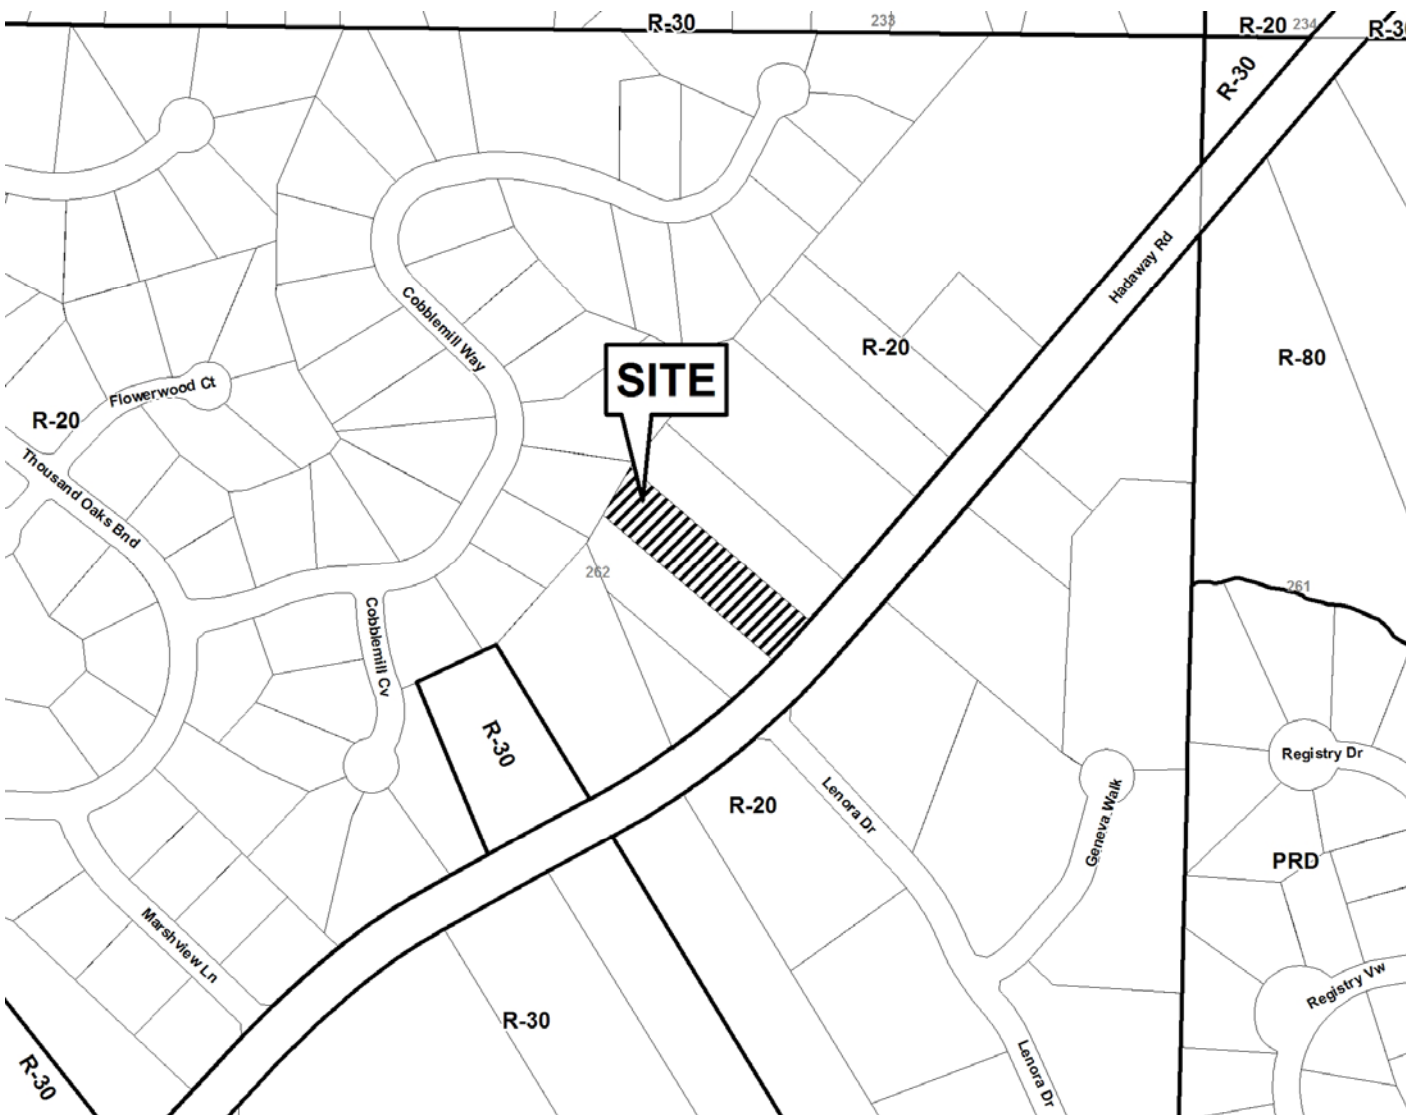 R-30
233
R-20
234
R-30
R-30
Hadaway Rd
Cobblemill Way
R-20
R-80
SITE
Flowerwood Ct
R-20
Thousand Oaks Bnd
262
261
Cobblemill Cv
R-30
Registry Dr
R-20
Lenora Dr
Geneva Walk
PRD
Marshview Ln
Registry Vw
R-30
R-30
Lenora Dr